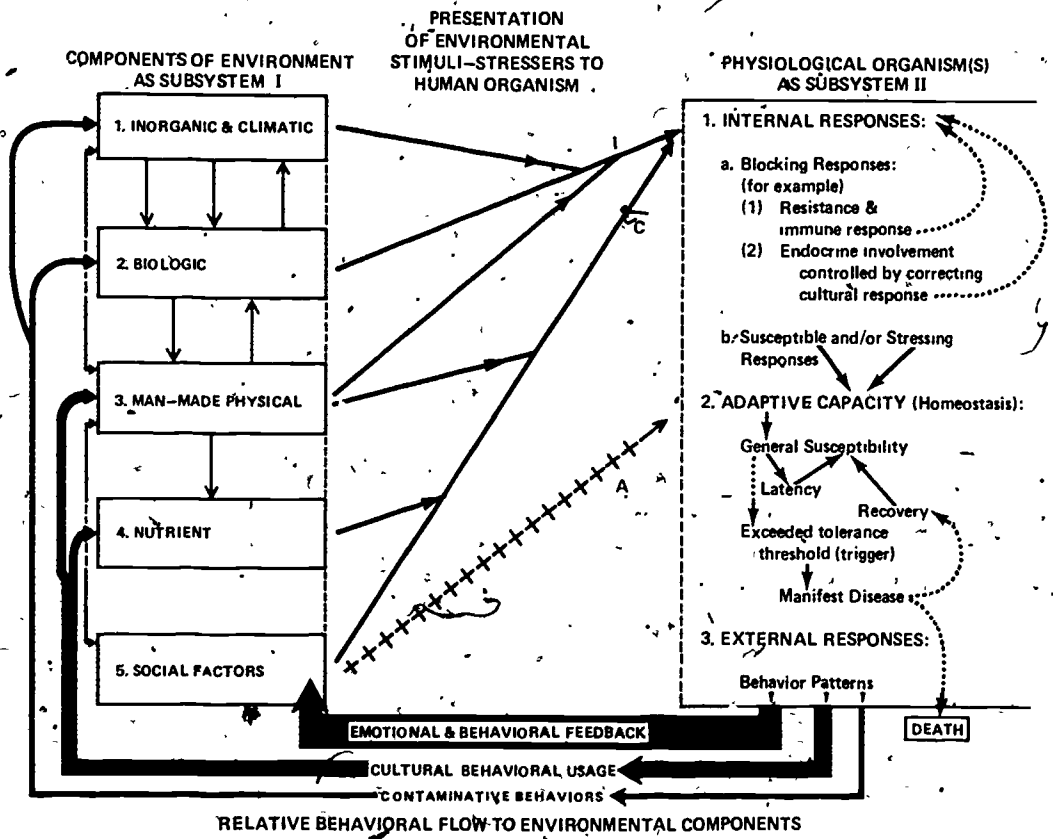 PRESENTATION
OF ENVIRONMENTAL
STIMULI-STRESSERS TO
HUMAN ORGANISM
COMPONENTS OF ENVIRONMENT
AS SUBSYSTEM I
PHYSIOLOGICAL ORGANISM(S)
AS SUBSYSTEM II
1. INORGANIC & CLIMATIC
2. BIOLOGIC
3. MAN-MADE PHYSICAL
4. NUTRIENT
5. SOCIAL FACTORS
I
C
A
1. INTERNAL RESPONSES:
a. Blocking Responses:
(for example)
(1) Resistance &
immune response
(2) Endocrine involvement
controlled by correcting
cultural response
b. Susceptible and/or Stressing
Responses
2. ADAPTIVE CAPACITY (Homeostasis):
General Susceptibility
Latency
Recovery
Exceeded tolerance
threshold (trigger)
Manifest Disease
3. EXTERNAL RESPONSES:
Behavior Patterns
DEATH
EMOTIONAL & BEHAVIORAL FEEDBACK
CULTURAL BEHAVIORAL USAGE
CONTAMINATIVE BEHAVIORS
RELATIVE BEHAVIORAL FLOW TO ENVIRONMENTAL COMPONENTS